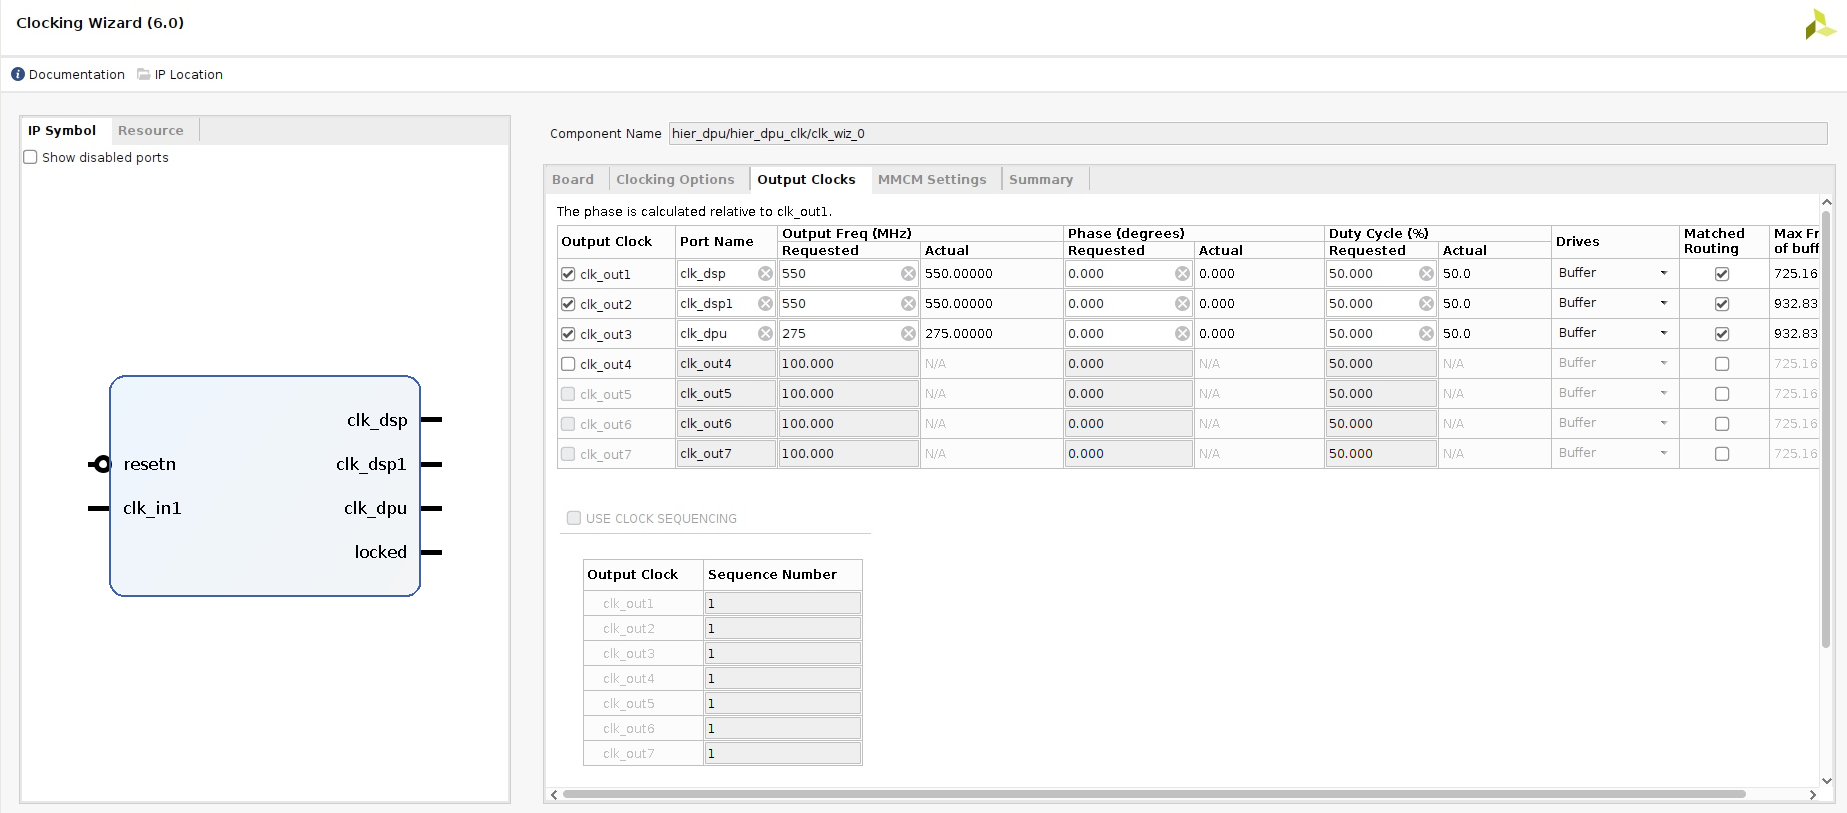 Clocking Wizard (6.0)
Documentation IP Location
IP Symbol Resource
Show disabled ports
clk_dsp
resetn clk_dsp1
clk_in1 clk_dpu
locked
Component Name hier_dpu/hier_dpu_clk/clk_wiz_0
Board Clocking Options Output Clocks MMCM Settings Summary
The phase is calculated relative to clk_out1.
Output Clock Port Name Output Freq (MHz) Phase (degrees) Duty Cycle (%) Drives Matched Routing Max Fr of buff
Requested Actual Requested Actual Requested Actual
clk_out1 clk_dsp 550 550.00000 0.000 0.000 50.000 50.0 Buffer 725.16
clk_out2 clk_dsp1 550 550.00000 0.000 0.000 50.000 50.0 Buffer 932.83
clk_out3 clk_dpu 275 275.00000 0.000 0.000 50.000 50.0 Buffer 932.83
clk_out4 clk_out4 100.000 N/A 0.000 N/A 50.000 N/A Buffer 725.16
clk_out5 clk_out5 100.000 N/A 0.000 N/A 50.000 N/A Buffer 725.16
clk_out6 clk_out6 100.000 N/A 0.000 N/A 50.000 N/A Buffer 725.16
clk_out7 clk_out7 100.000 N/A 0.000 N/A 50.000 N/A Buffer 725.16
USE CLOCK SEQUENCING
Output Clock Sequence Number
clk_out1 1
clk_out2 1
clk_out3 1
clk_out4 1
clk_out5 1
clk_out6 1
clk_out7 1